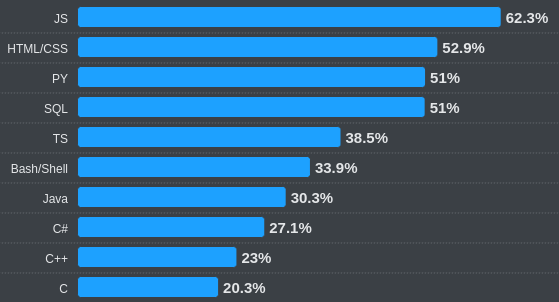 JS 62.3%
HTML/CSS 52.9%
PY 51%
SQL 51%
TS 38.5%
Bash/Shell 33.9%
Java 30.3%
C# 27.1%
C++ 23%
C 20.3%